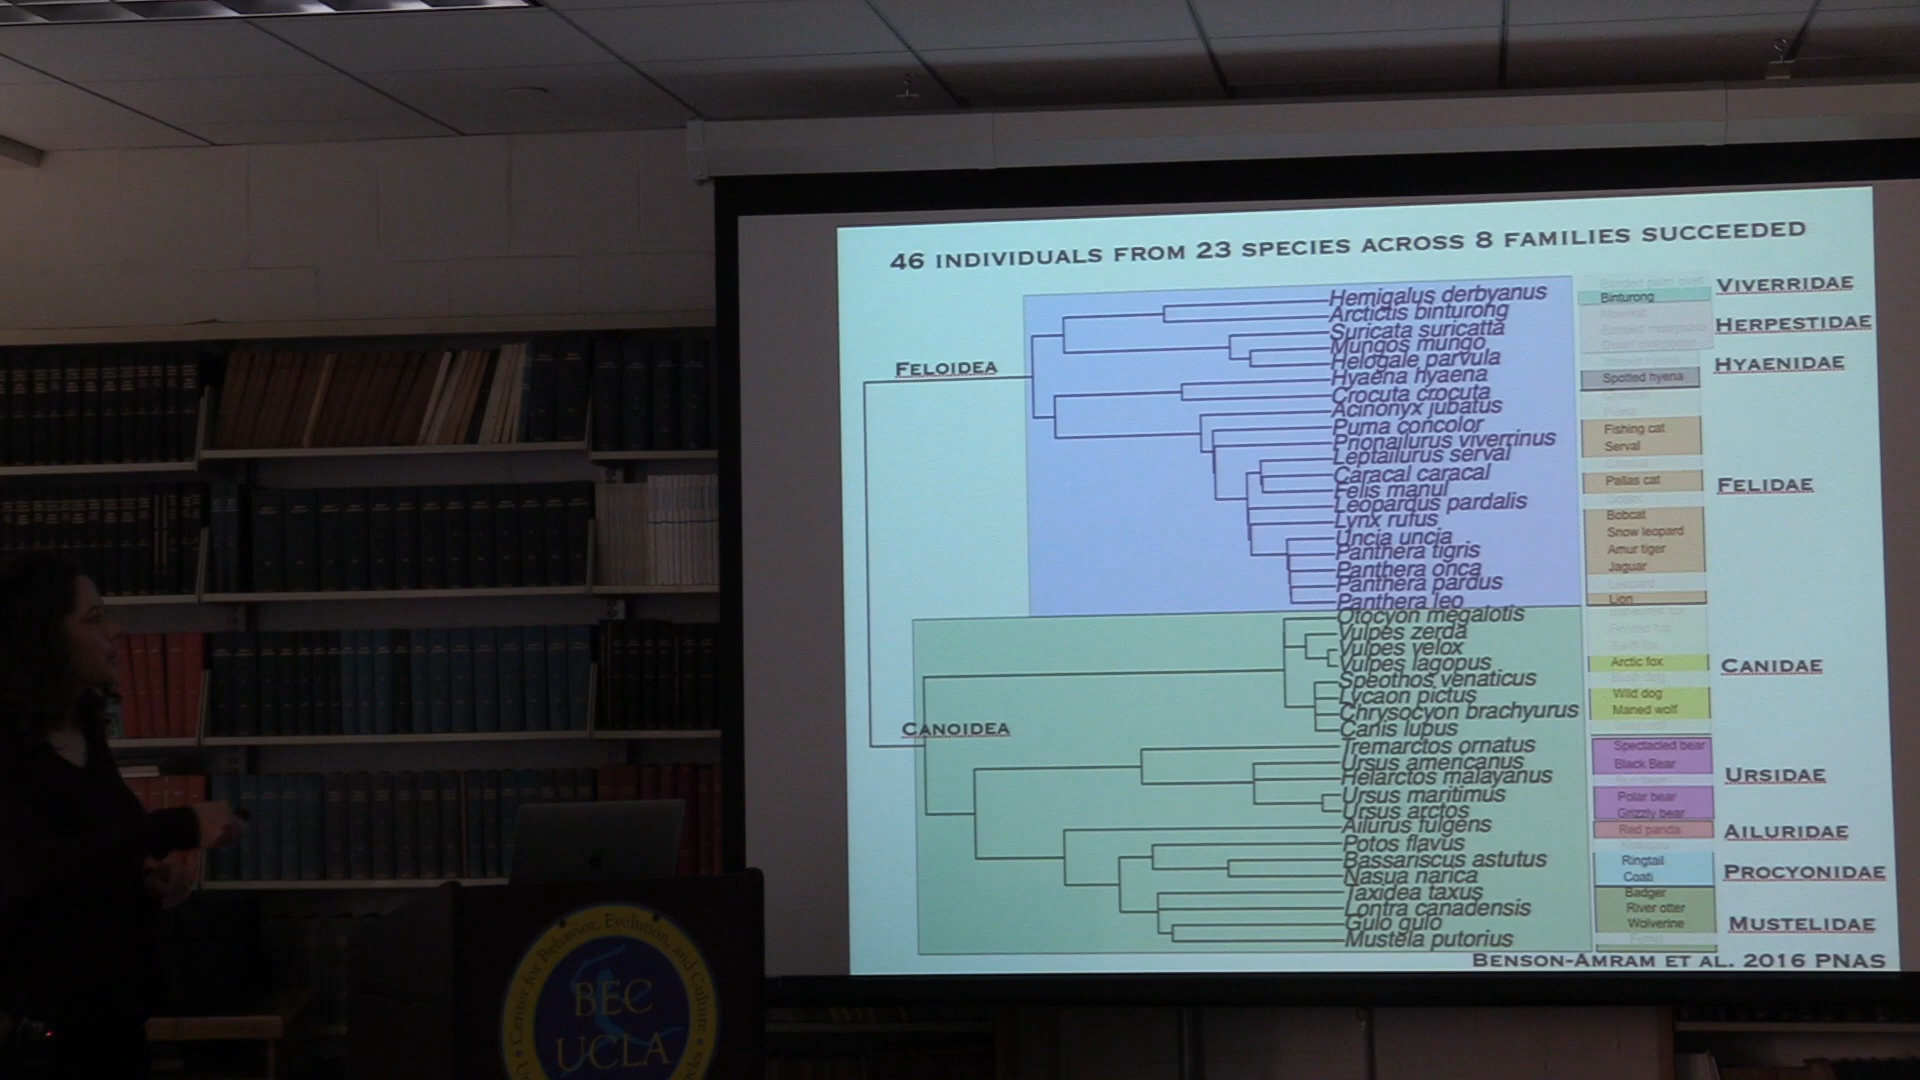 46 INDIVIDUALS FROM 23 SPECIES ACROSS 8 FAMILIES SUCCEEDED
FELOIDEA
CANOIDEA
Hemigalus derbyanus
Arctictis binturong
Suricata suricatta
Mungos mungo
Helogale parvula
Hyaena hyaena
Crocuta crocuta
Acinonyx jubatus
Puma concolor
Prionailurus viverrinus
Leptailurus serval
Caracal caracal
Felis manul
Leopardus pardalis
Lynx rufus
Uncia uncia
Panthera tigris
Panthera onca
Panthera pardus
Panthera leo
Otocyon megalotis
Vulpes zerda
Vulpes velox
Vulpes lagopus
Speothos venaticus
Lycaon pictus
Chrysocyon brachyurus
Canis lupus
Tremarctos ornatus
Ursus americanus
Helarctos malayanus
Ursus maritimus
Ursus arctos
Ailurus fulgens
Potos flavus
Bassariscus astutus
Nasua narica
Taxidea taxus
Lontra canadensis
Gulo gulo
Mustela putorius
Binturong
Spotted hyena
Fishing cat
Serval
Pallas cat
Bobcat
Snow leopard
Amur tiger
Jaguar
Lion
Arctic fox
Wild dog
Maned wolf
Spectacled bear
Black Bear
Polar bear
Grizzly bear
Red panda
Ringtail
Coati
Badger
River otter
Wolverine
VIVERRIDAE
HERPESTIDAE
HYAENIDAE
FELIDAE
CANIDAE
URSIDAE
AILURIDAE
PROCYONIDAE
MUSTELIDAE
BENSON-AMRAM ET AL. 2016 PNAS
Center for Behavior, Evolution, and Culture
BEC
UCLA